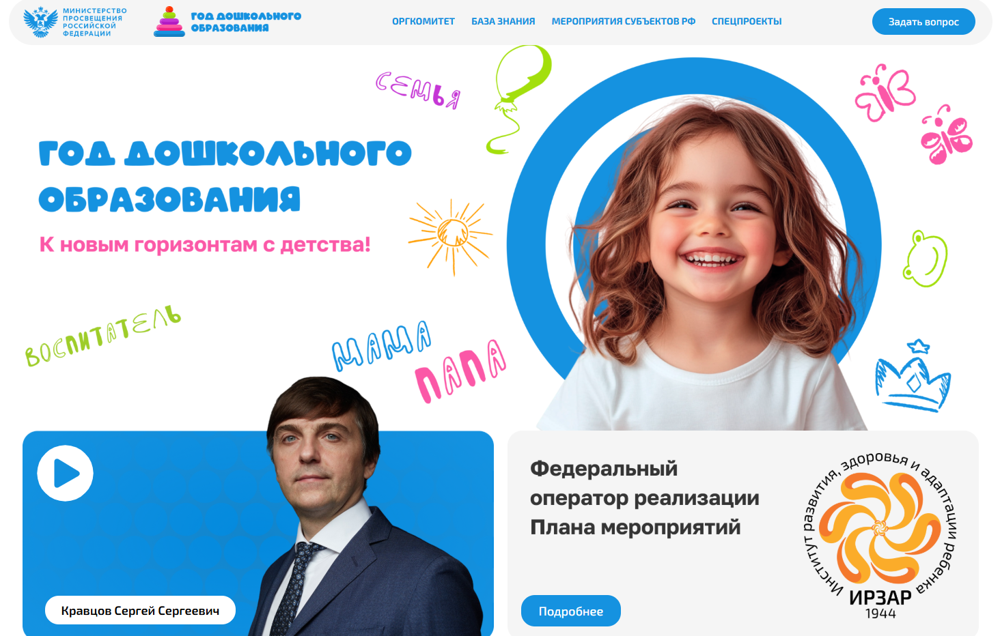 МИНИСТЕРСТВО
ПРОСВЕЩЕНИЯ
РОССИЙСКОЙ
ФЕДЕРАЦИИ
ГОД ДОШКОЛЬНОГО
ОБРАЗОВАНИЯ
ОРГКОМИТЕТ
БАЗА ЗНАНИЯ
МЕРОПРИЯТИЯ СУБЪЕКТОВ РФ
СПЕЦПРОЕКТЫ
Задать вопрос
СЕМЬЯ
ГОД ДОШКОЛЬНОГО
ОБРАЗОВАНИЯ
К новым горизонтам с детства!
ВОСПИТАТЕЛЬ
МАМА
ПАПА
Кравцов Сергей Сергеевич
Федеральный
оператор реализации
Плана мероприятий
Подробнее
Институт развития, здоровья и адаптации ребенка
ИРЗАР
1944